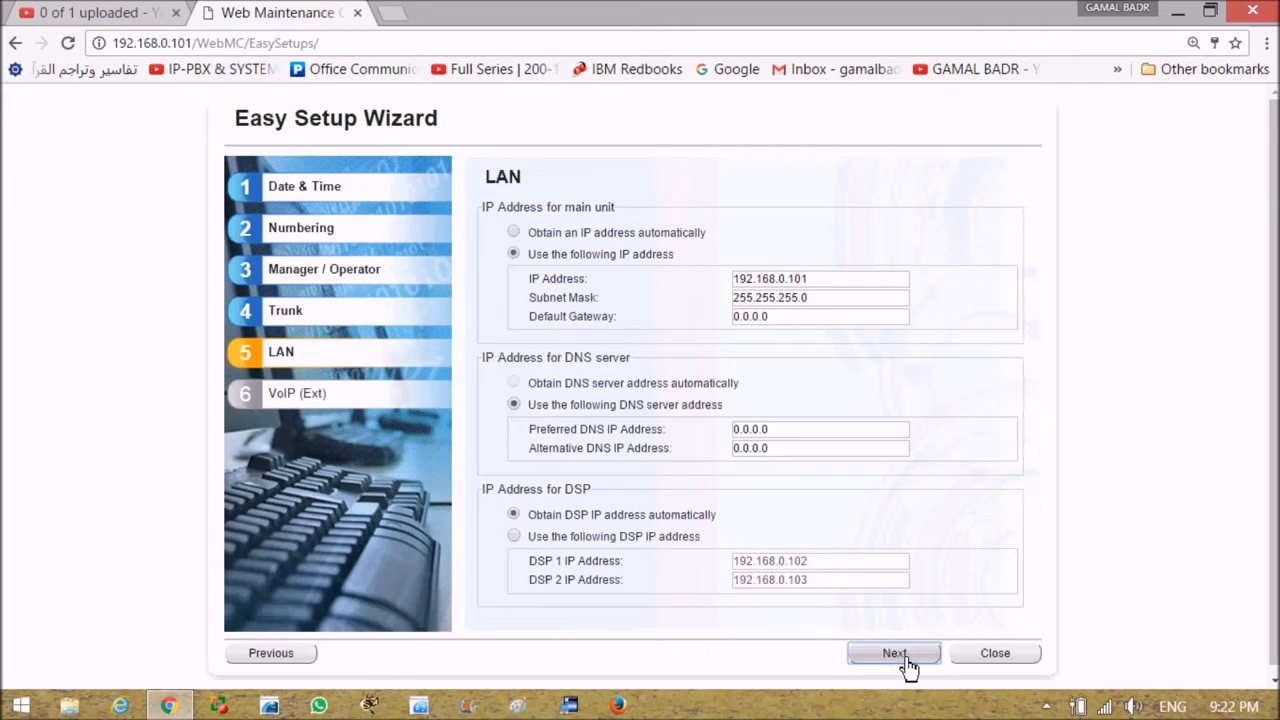 0 of 1 uploaded - Y
Web Maintenance C
GAMAL BADR
192.168.0.101/WebMC/EasySetups/
تفاسير وتراجم القرآ
IP-PBX & SYSTEM
Office Communic
Full Series | 200-1
IBM Redbooks
Google
Inbox - gamalbad
GAMAL BADR - Y
»
Other bookmarks
Easy Setup Wizard
1 Date & Time
2 Numbering
3 Manager / Operator
4 Trunk
5 LAN
6 VoIP (Ext)
LAN
IP Address for main unit
Obtain an IP address automatically
Use the following IP address
IP Address: 192.168.0.101
Subnet Mask: 255.255.255.0
Default Gateway: 0.0.0.0
IP Address for DNS server
Obtain DNS server address automatically
Use the following DNS server address
Preferred DNS IP Address: 0.0.0.0
Alternative DNS IP Address: 0.0.0.0
IP Address for DSP
Obtain DSP IP address automatically
Use the following DSP IP address
DSP 1 IP Address: 192.168.0.102
DSP 2 IP Address: 192.168.0.103
Previous
Next
Close
ENG
9:22 PM